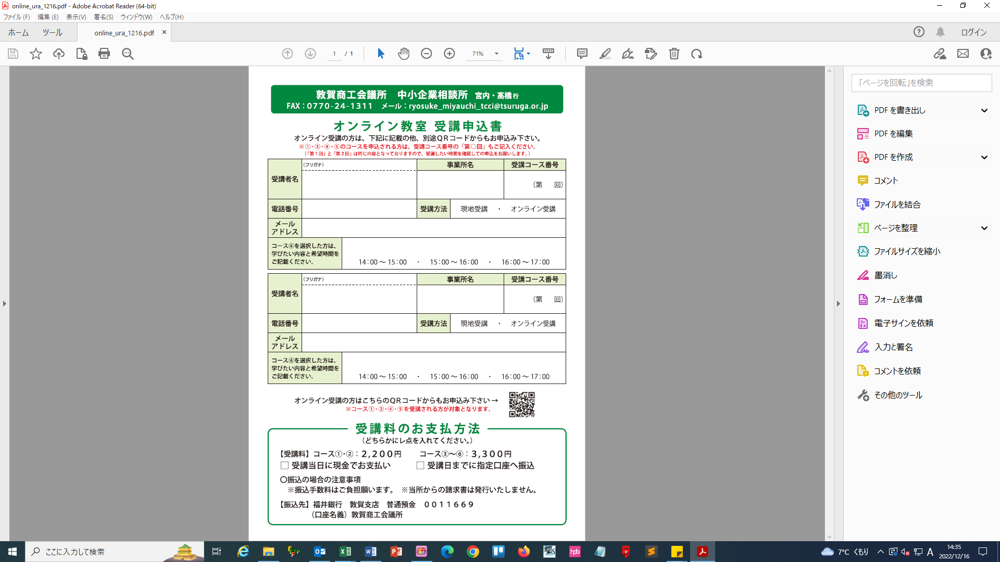 online_ura_1216.pdf - Adobe Acrobat Reader (64-bit)
ファイル (F) 編集 (E) 表示(V) 署名(S) ウィンドウ(W) ヘルプ(H)
ホーム ツール online_ura_1216.pdf × ログイン
1 / 1 71%
敦賀商工会議所 中小企業相談所 宮内・髙橋 行
FAX：0770-24-1311 メール：ryosuke_miyauchi_tcci@tsuruga.or.jp
オンライン教室 受講申込書
オンライン受講の方は、下記に記載の他、別途QRコードからもお申込み下さい。
※①・③・④・⑤のコースを申込される方は、受講コース番号の「第○回」もご記入ください。
（「第1回」と「第2回」は同じ内容となっておりますので、受講したい時間を確認しての申込をお願いします。）
受講者名 （フリガナ） 事業所名 受講コース番号
（第 回）
電話番号 受講方法 現地受講 ・ オンライン受講
メール
アドレス
コース⑥を選択した方は、
学びたい内容と希望時間を
ご記載ください。
14：00～15：00 ・ 15：00～16：00 ・ 16：00～17：00
受講者名 （フリガナ） 事業所名 受講コース番号
（第 回）
電話番号 受講方法 現地受講 ・ オンライン受講
メール
アドレス
コース⑥を選択した方は、
学びたい内容と希望時間を
ご記載ください。
14：00～15：00 ・ 15：00～16：00 ・ 16：00～17：00
オンライン受講の方はこちらのQRコードからもお申込み下さい→
※コース①・②・④・⑤を受講される方が対象となります。
受講料のお支払方法
（どちらかにレ点を入れてください。）
【受講料】コース①・②：2,200円 コース③～⑥：3,300円
□ 受講当日に現金でお支払い □ 受講日までに指定口座へ振込
○振込の場合の注意事項
※振込手数料はご負担願います。 ※当所からの請求書は発行いたしません。
【振込先】福井銀行 敦賀支店 普通預金 0011669
（口座名義）敦賀商工会議所
「ページを回転」を検索
PDF を書き出し
PDF を編集
PDF を作成
コメント
ファイルを結合
ページを整理
ファイルサイズを縮小
墨消し
フォームを準備
電子サインを依頼
入力と署名
コメントを依頼
その他のツール
ここに入力して検索
7°C くもり A 14:35
2022/12/16